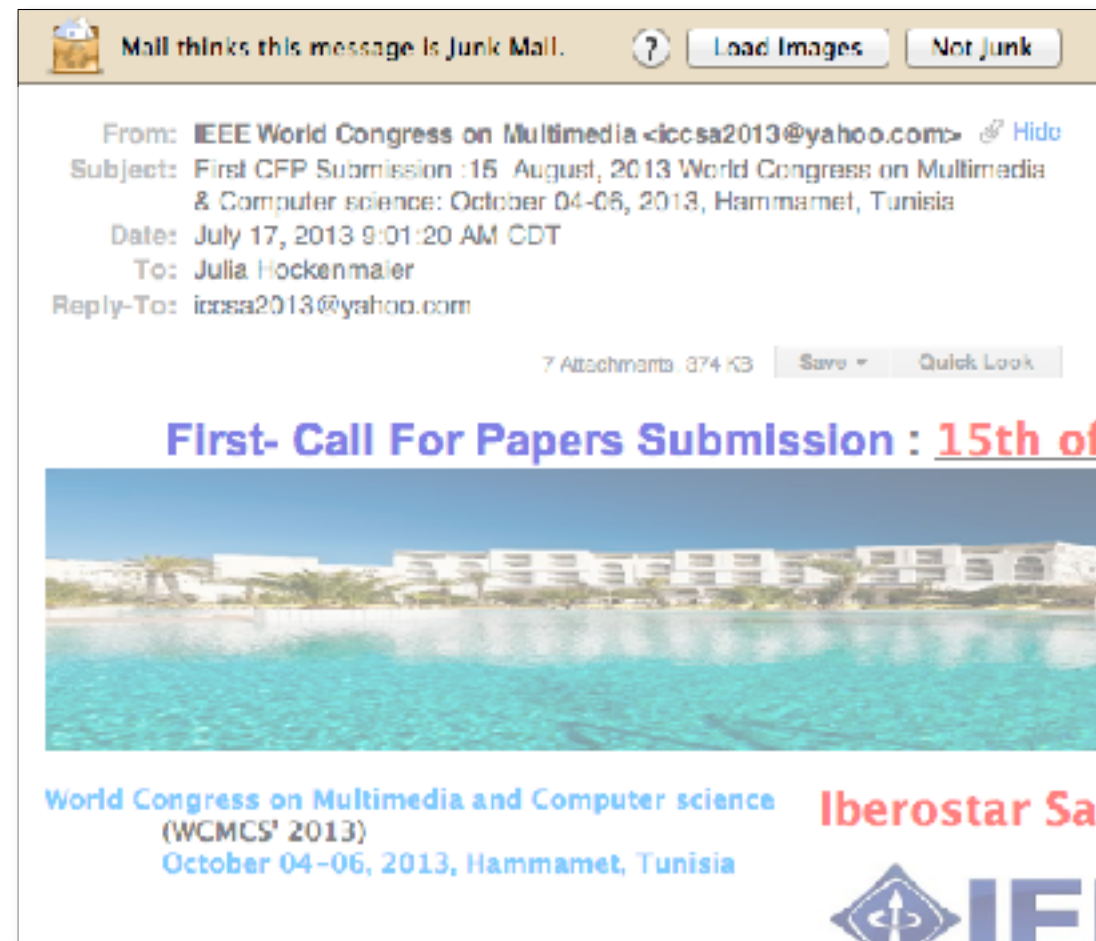 Mail thinks this message is Junk Mail. ? Load Images Not Junk
From: IEEE World Congress on Multimedia <iccsa2013@yahoo.com> Hide
Subject: First CFP Submission :15 August, 2013 World Congress on Multimedia
& Computer science: October 04-06, 2013, Hammamet, Tunisia
Date: July 17, 2013 9:01:20 AM CDT
To: Julia Hockenmaier
Reply-To: iccsa2013@yahoo.com
7 Attachments, 874 KB Save Quick Look
First- Call For Papers Submission : 15th of
World Congress on Multimedia and Computer science
(WCMCS' 2013)
October 04-06, 2013, Hammamet, Tunisia
Iberostar Sa
IE